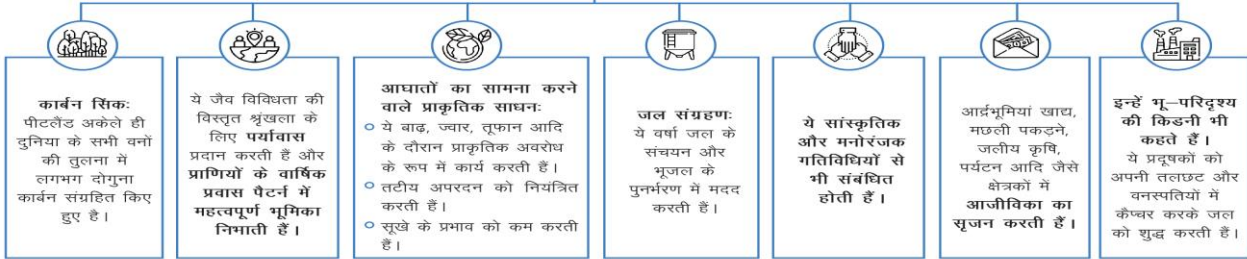 कार्बन सिंकः
पीटलैंड अकेले ही
दुनिया के सभी वनों
की तुलना में
लगभग दोगुना
कार्बन संग्रहित किए
हुए है।
ये जैव विविधता की
विस्तृत श्रृंखला के
लिए पर्यावास
प्रदान करती हैं और
प्राणियों के वार्षिक
प्रवास पैटर्न में
महत्वपूर्ण भूमिका
निभाती हैं।
आघातों का सामना करने
वाले प्राकृतिक साधनः
ये बाढ़, ज्वार, तूफान आदि
के दौरान प्राकृतिक अवरोध
के रूप में कार्य करती हैं।
तटीय अपरदन को नियंत्रित
करती हैं।
सूखे के प्रभाव को कम करती
हैं।
जल संग्रहणः
ये वर्षा जल के
संचयन और
भूजल के
पुनर्भरण में मदद
करती हैं।
ये सांस्कृतिक
और मनोरंजक
गतिविधियों से
भी संबंधित
होती हैं।
आर्द्रभूमियां खाद्य,
मछली पकड़ने,
जलीय कृषि,
पर्यटन आदि जैसे
क्षेत्रकों में
आजीविका का
सृजन करती हैं।
इन्हें भू–परिदृश्य
की किडनी भी
कहते हैं।
ये प्रदूषकों को
अपनी तलछट और
वनस्पतियों में
कैप्चर करके जल
को शुद्ध करती हैं।